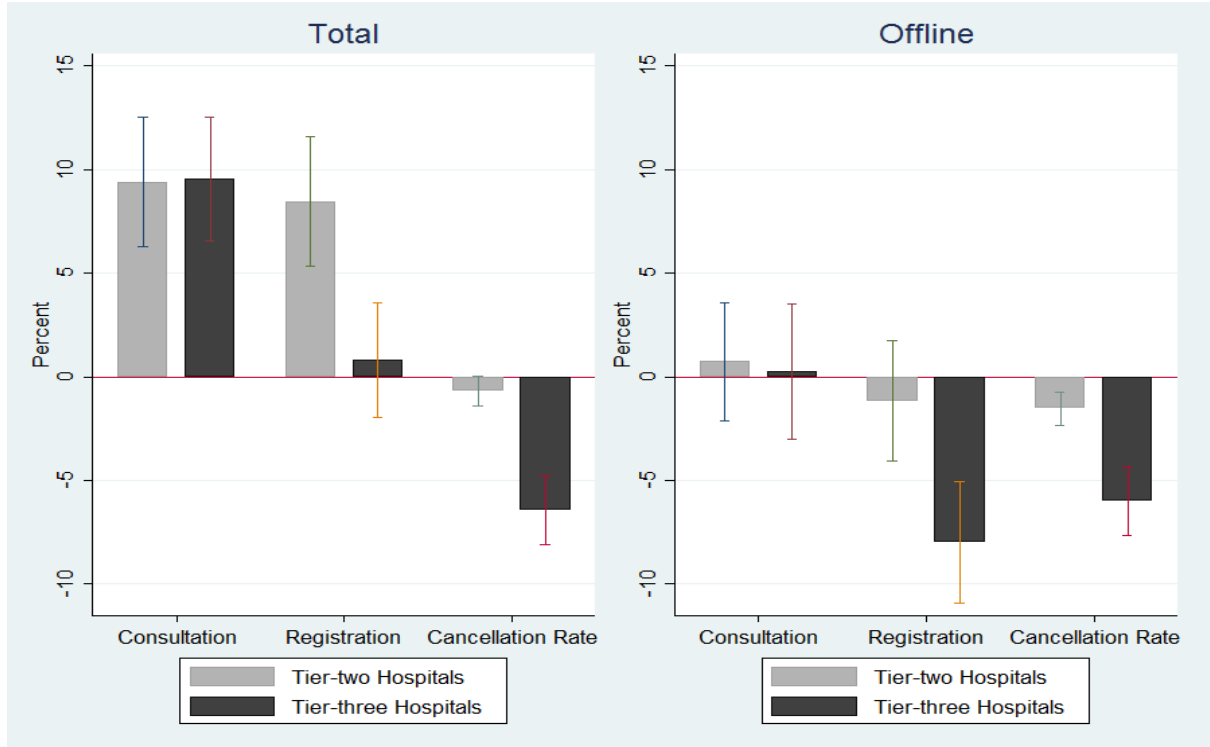 Total
Percent
15
10
5
0
-5
-10
Consultation Registration Cancellation Rate
Tier-two Hospitals
Tier-three Hospitals
Offline
Percent
15
10
5
0
-5
-10
Consultation Registration Cancellation Rate
Tier-two Hospitals
Tier-three Hospitals